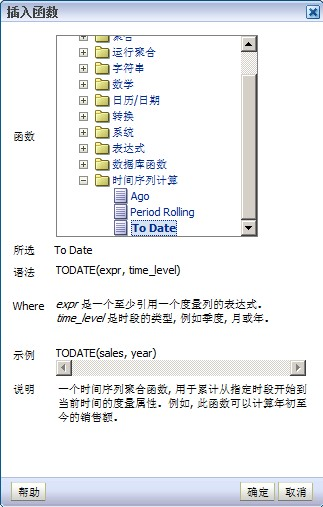 插入函数
聚合
运行聚合
字符串
数学
日历/日期
转换
系统
表达式
数据库函数
时间序列计算
Ago
Period Rolling
To Date
函数
所选 To Date
语法 TODATE(expr, time_level)
Where expr 是一个至少引用一个度量列的表达式。
time_level 是时段的类型, 例如季度, 月或年。
示例 TODATE(sales, year)
说明 一个时间序列聚合函数, 用于累计从指定时段开始到
当前时间的度量属性。例如, 此函数可以计算年初至
今的销售额。
帮助 确定 取消